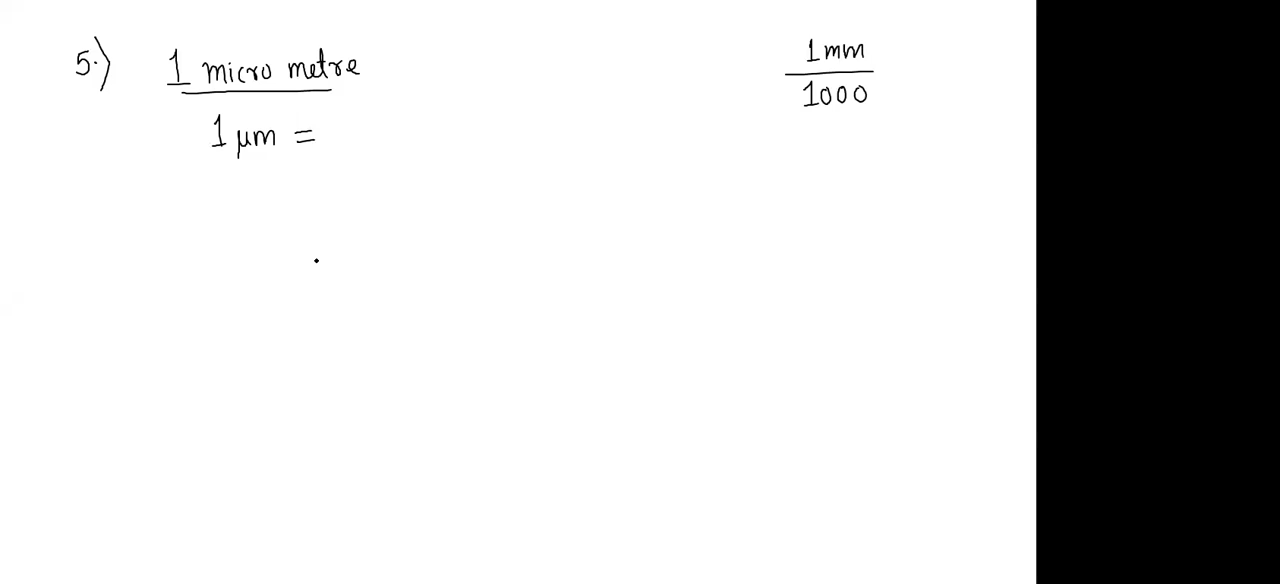 5.) 1 micro metre
1 μm =
1mm
1000